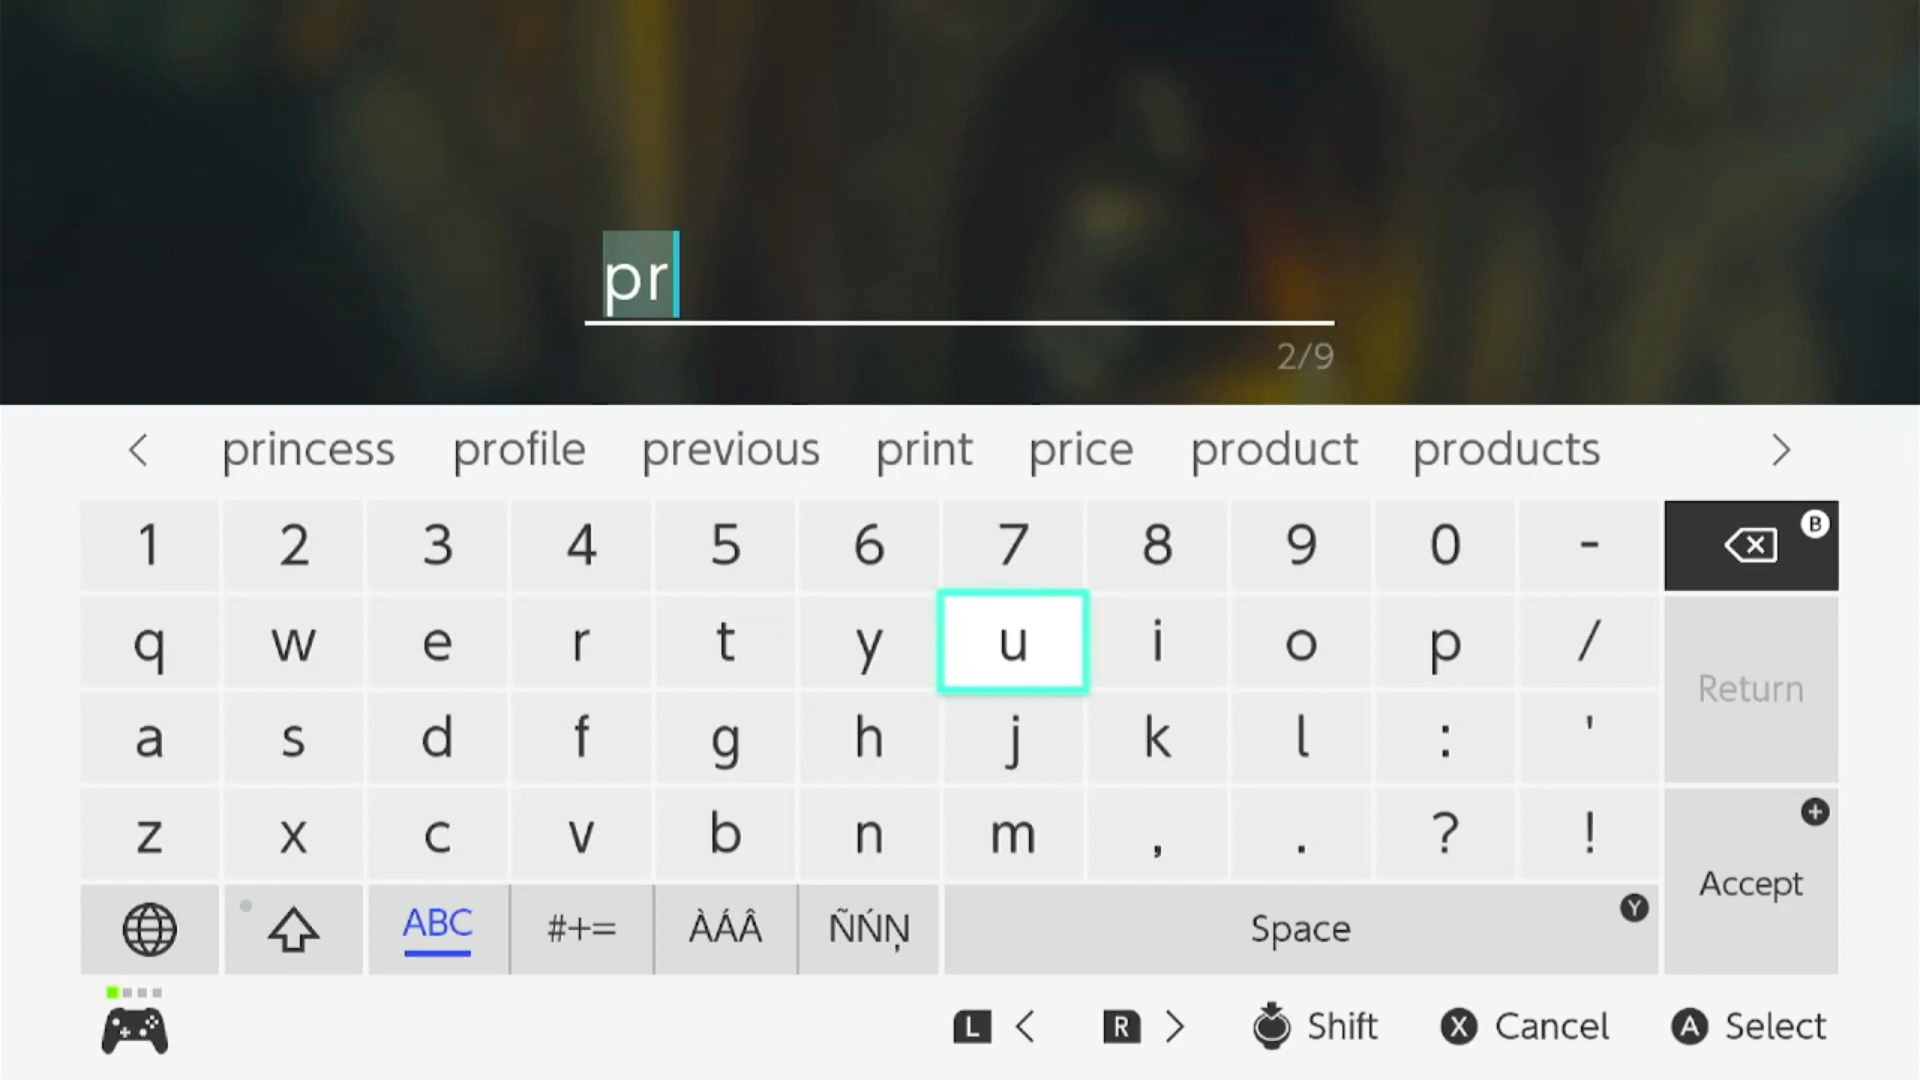 pr
2/9
< princess profile previous print price product products >
1 2 3 4 5 6 7 8 9 0 - B
q w e r t y u i o p /
Return
a s d f g h j k l : '
z x c v b n m , . ? ! +
Accept
ABC #+= ÀÁÂ ÑŃŅ Space Y
L < R > Shift X Cancel A Select